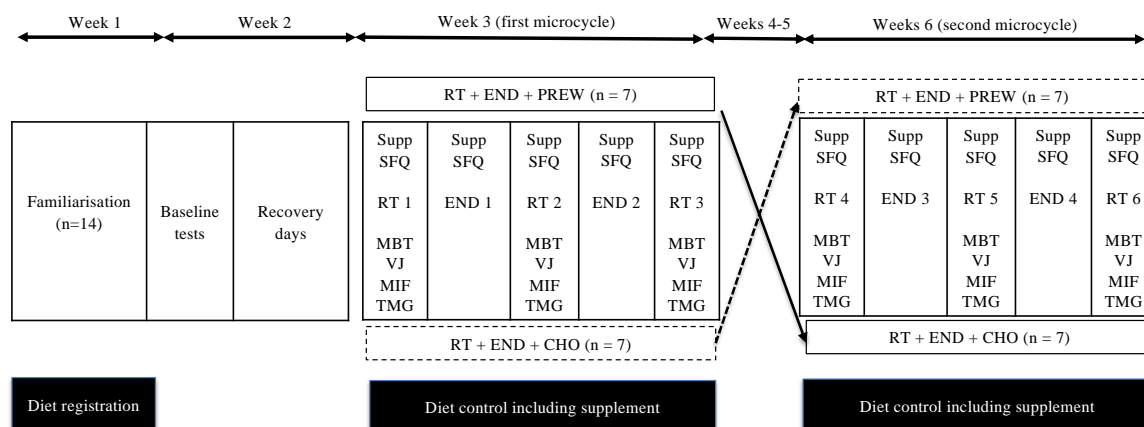 Week 1
Week 2
Week 3 (first microcycle)
Weeks 4-5
Weeks 6 (second microcycle)
RT + END + PREW (n = 7)
RT + END + PREW (n = 7)
Familiarisation
(n=14)
Baseline
tests
Recovery
days
Supp
SFQ
RT 1
MBT
VJ
MIF
TMG
Supp
SFQ
END 1
Supp
SFQ
RT 2
MBT
VJ
MIF
TMG
Supp
SFQ
END 2
Supp
SFQ
RT 3
MBT
VJ
MIF
TMG
Supp
SFQ
RT 4
MBT
VJ
MIF
TMG
Supp
SFQ
END 3
Supp
SFQ
RT 5
MBT
VJ
MIF
TMG
Supp
SFQ
END 4
Supp
SFQ
RT 6
MBT
VJ
MIF
TMG
RT + END + CHO (n = 7)
RT + END + CHO (n = 7)
Diet registration
Diet control including supplement
Diet control including supplement